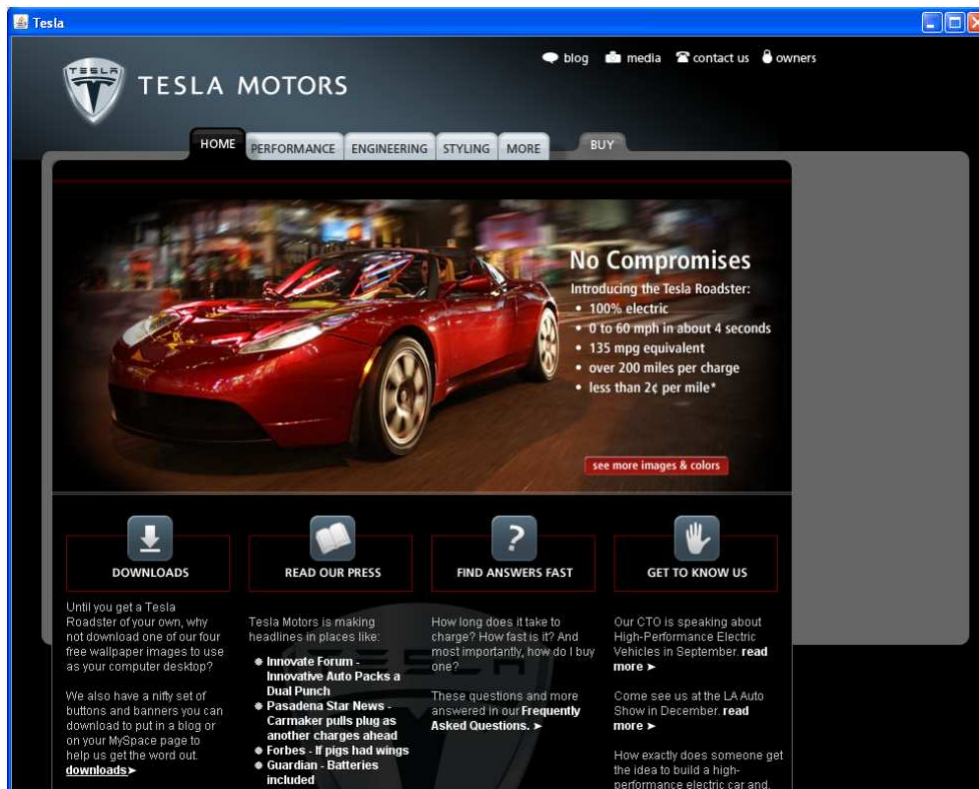 Tesla
blog media contact us owners
TESLA
TESLA MOTORS
HOME PERFORMANCE ENGINEERING STYLING MORE BUY
No Compromises
Introducing the Tesla Roadster:
• 100% electric
• 0 to 60 mph in about 4 seconds
• 135 mpg equivalent
• over 200 miles per charge
• less than 2¢ per mile*
see more images & colors
DOWNLOADS
Until you get a Tesla
Roadster of your own, why
not download one of our four
free wallpaper images to use
as your computer desktop?
We also have a nifty set of
buttons and banners you can
download to put in a blog or
on your MySpace page to
help us get the word out.
downloads➤
READ OUR PRESS
Tesla Motors is making
headlines in places like:
Innovate Forum -
Innovative Auto Packs a
Dual Punch
Pasadena Star News -
Carmaker pulls plug as
another charges ahead
Forbes - If pigs had wings
Guardian - Batteries
included
FIND ANSWERS FAST
How long does it take to
charge? How fast is it? And
most importantly, how do I buy
one?
These questions and more
answered in our Frequently
Asked Questions. ➤
GET TO KNOW US
Our CTO is speaking about
High-Performance Electric
Vehicles in September. read
more ➤
Come see us at the LA Auto
Show in December. read
more ➤
How exactly does someone get
the idea to build a high-
performance electric car and,
TESLA